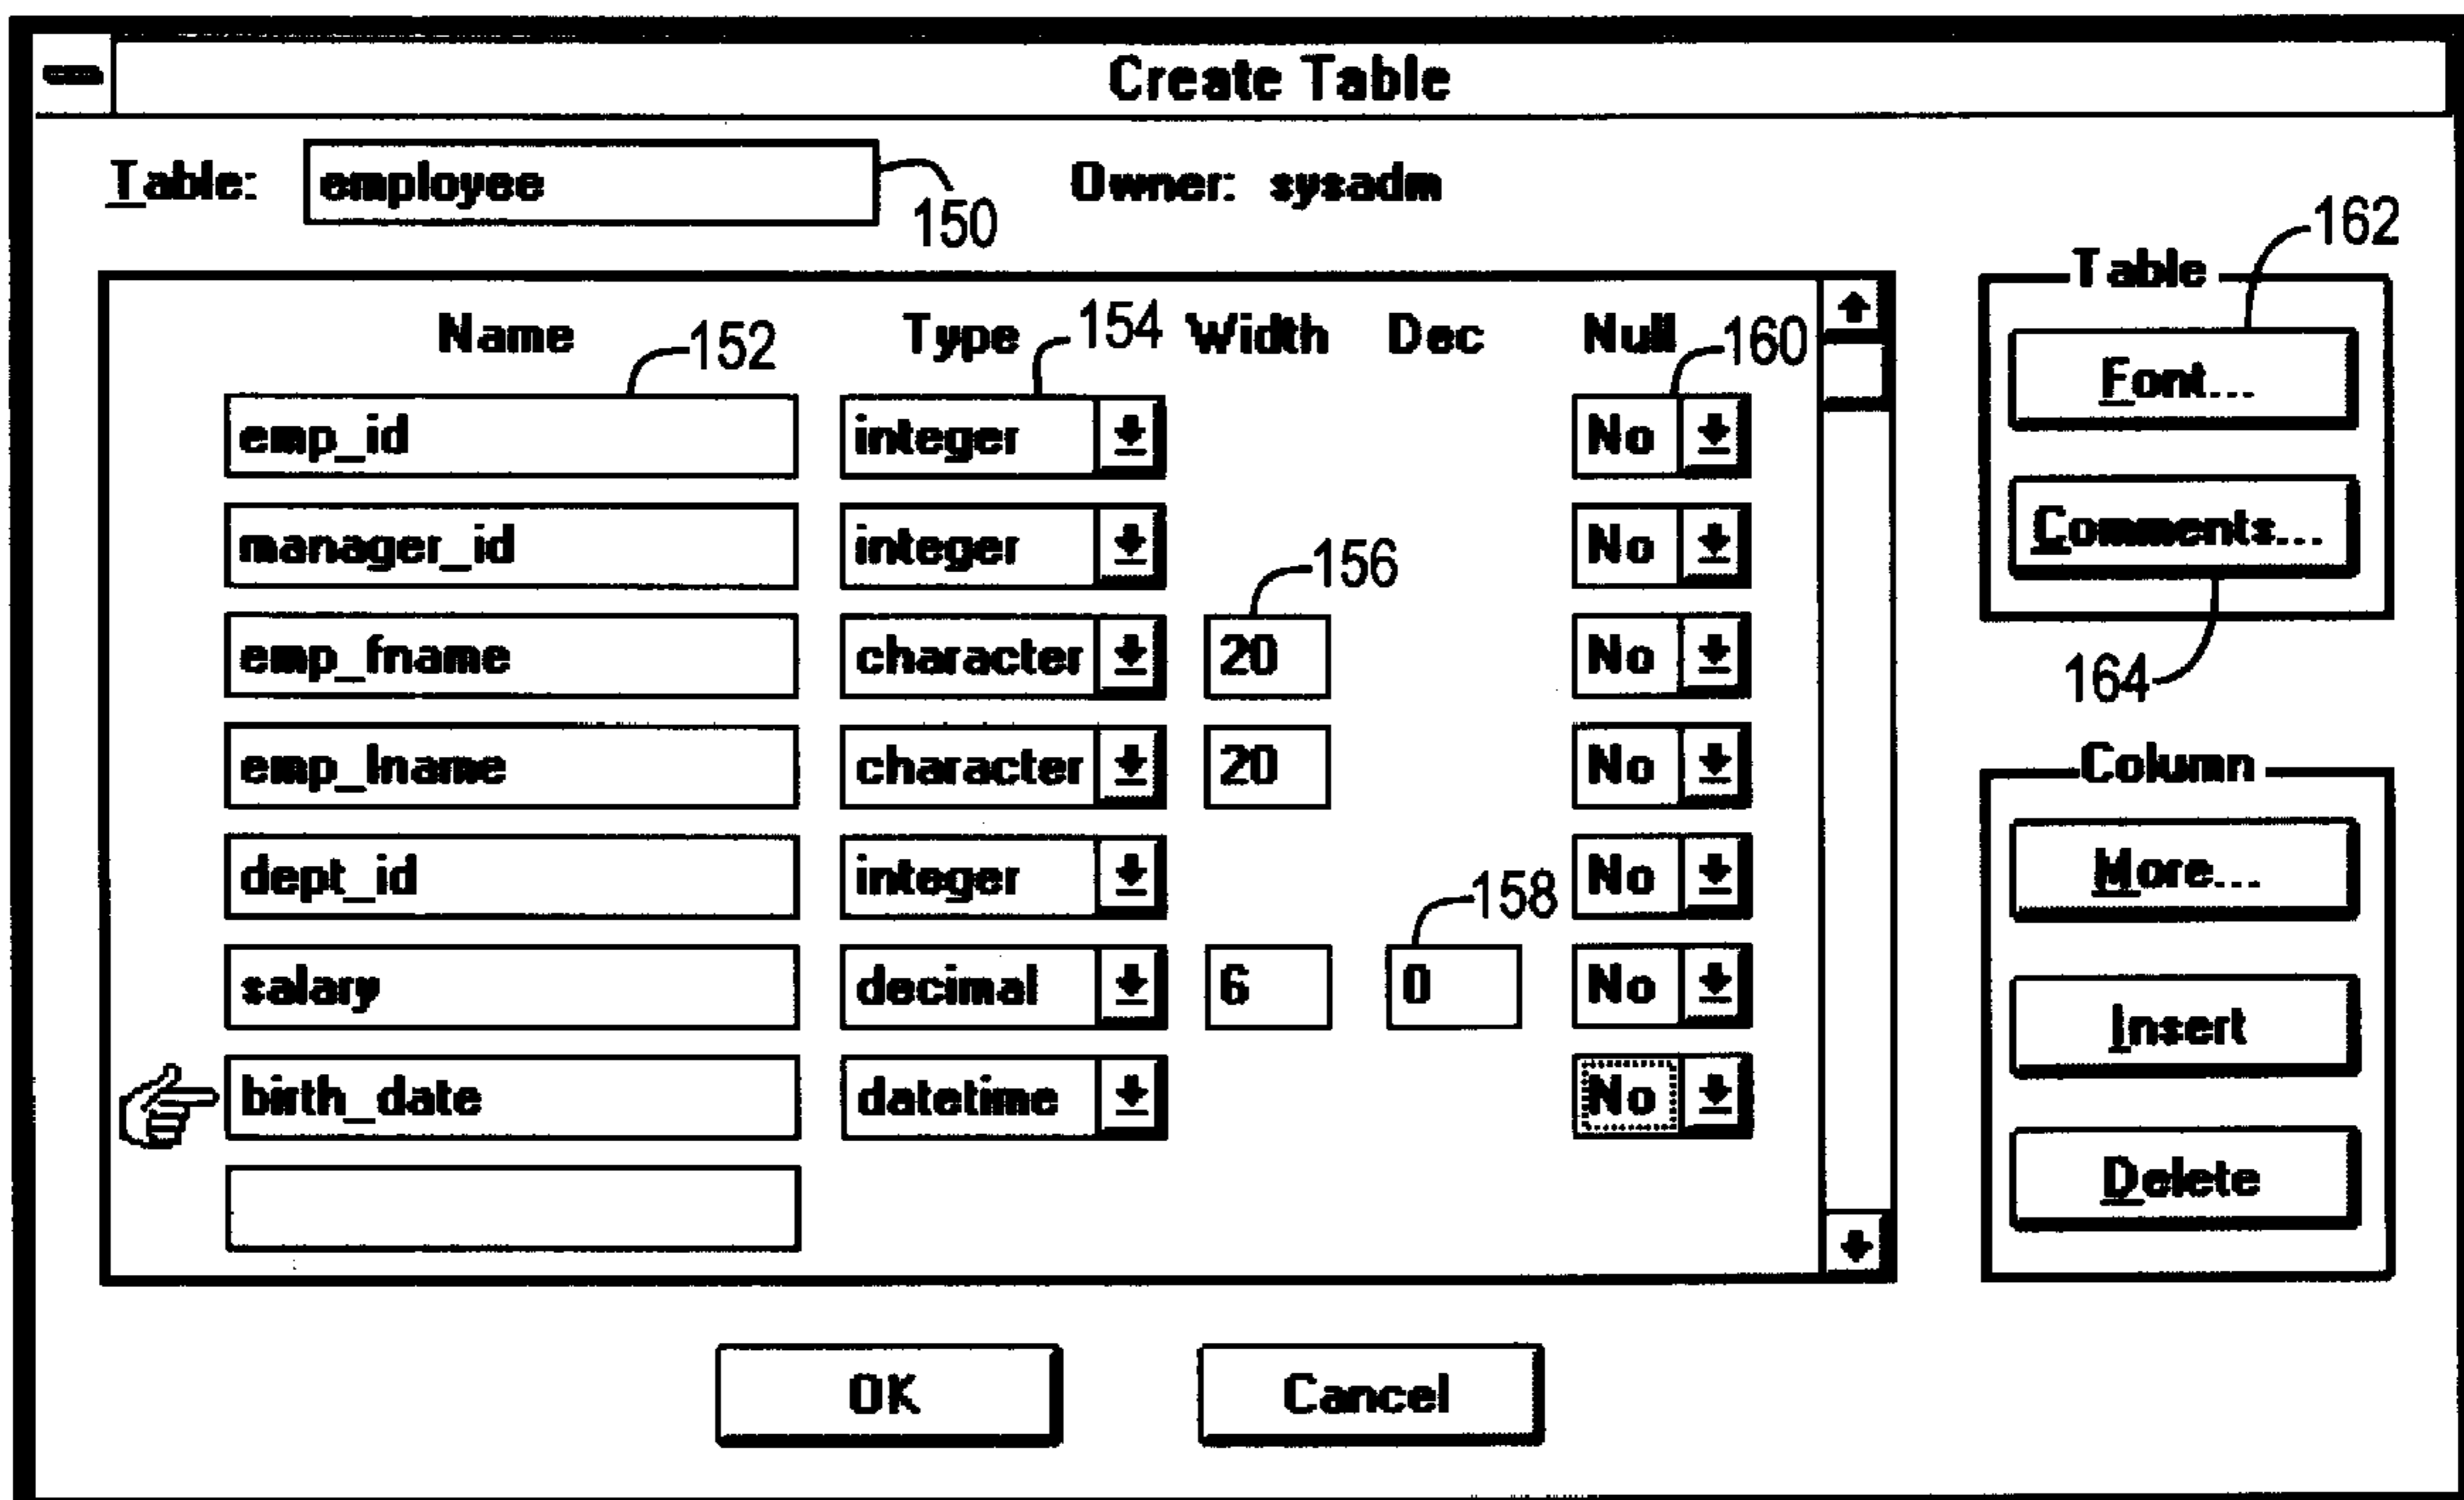 Create Table
Table: employee Owner: sysadm
150
162
Table
Name 152 Type 154 Width Dec Null 160
Font...
emp_id integer No
manager_id integer No
Comments...
156
emp_fname character 20 No
164
emp_lname character 20 No
Column
dept_id integer No
More...
158
salary decimal 6 0 No
Insert
birth_date datetime No
Delete
OK Cancel